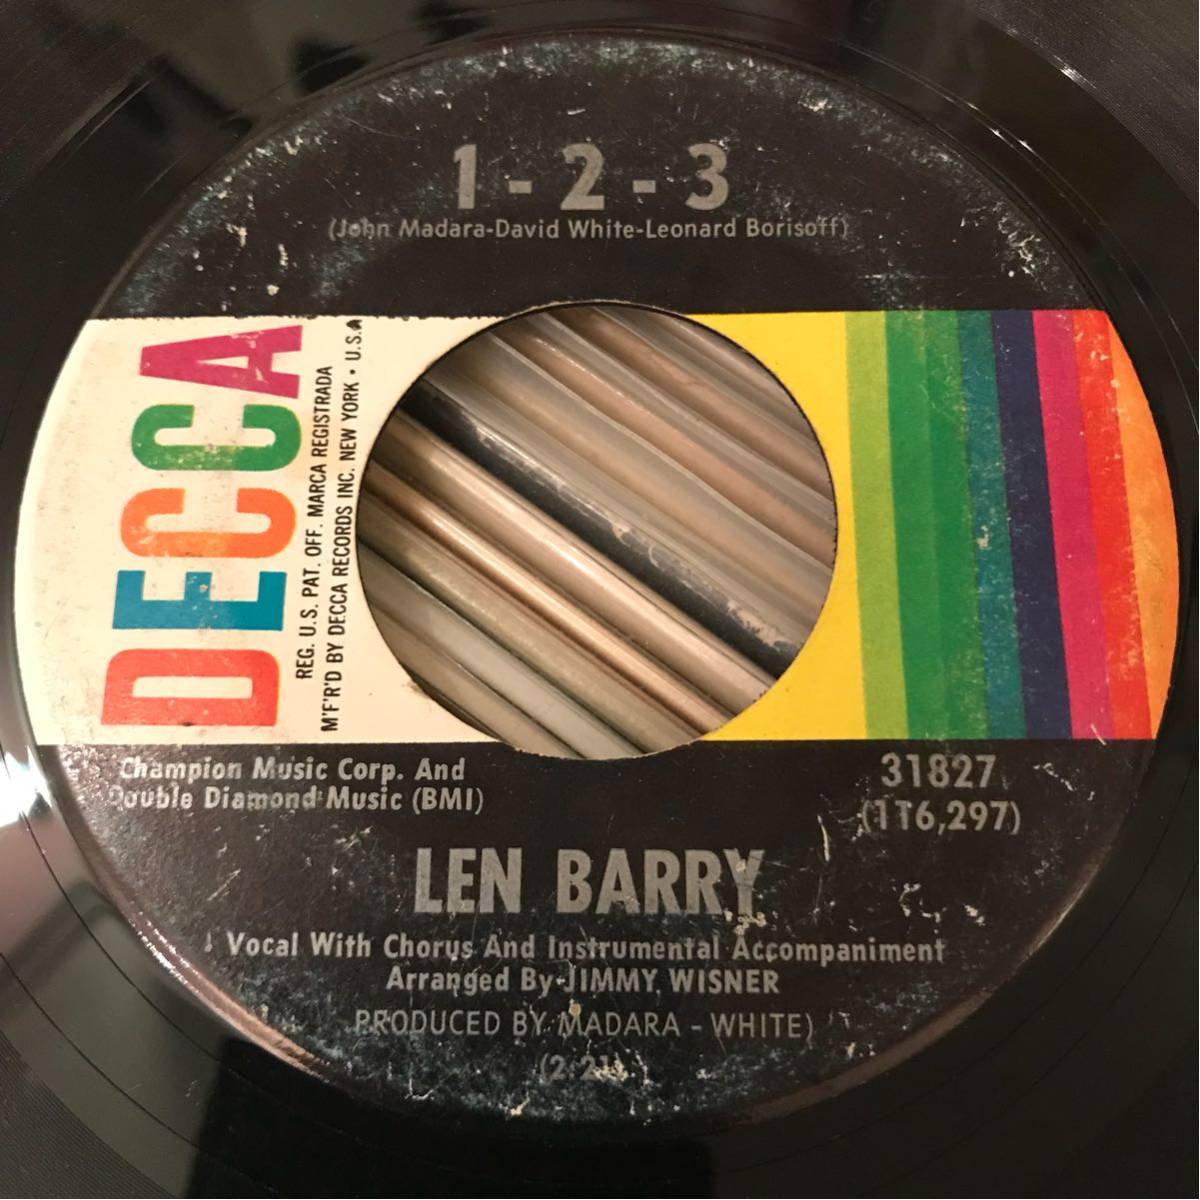 1 - 2 - 3
(John Madara-David White-Leonard Borisoff)
DECCA
REG. U.S. PAT. OFF. MARCA REGISTRADA
M'F'R'D BY DECCA RECORDS INC. NEW YORK • U.S.A
Champion Music Corp. And
Double Diamond Music (BMI)
31827
(116,297)
LEN BARRY
Vocal With Chorus And Instrumental Accompaniment
Arranged By JIMMY WISNER
PRODUCED BY MADARA - WHITE)
(2:21)